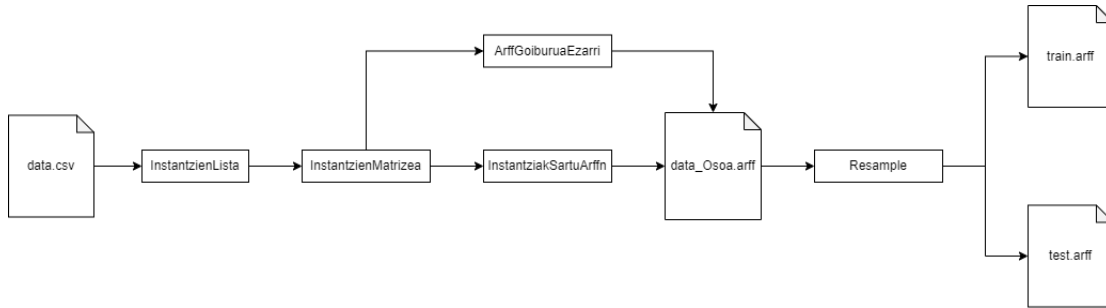 ArffGoiburuaEzarri
train.arff
data.csv
InstantzienLista
InstantzienMatrizea
InstantziakSartuArffn
data_Osoa.arff
Resample
test.arff